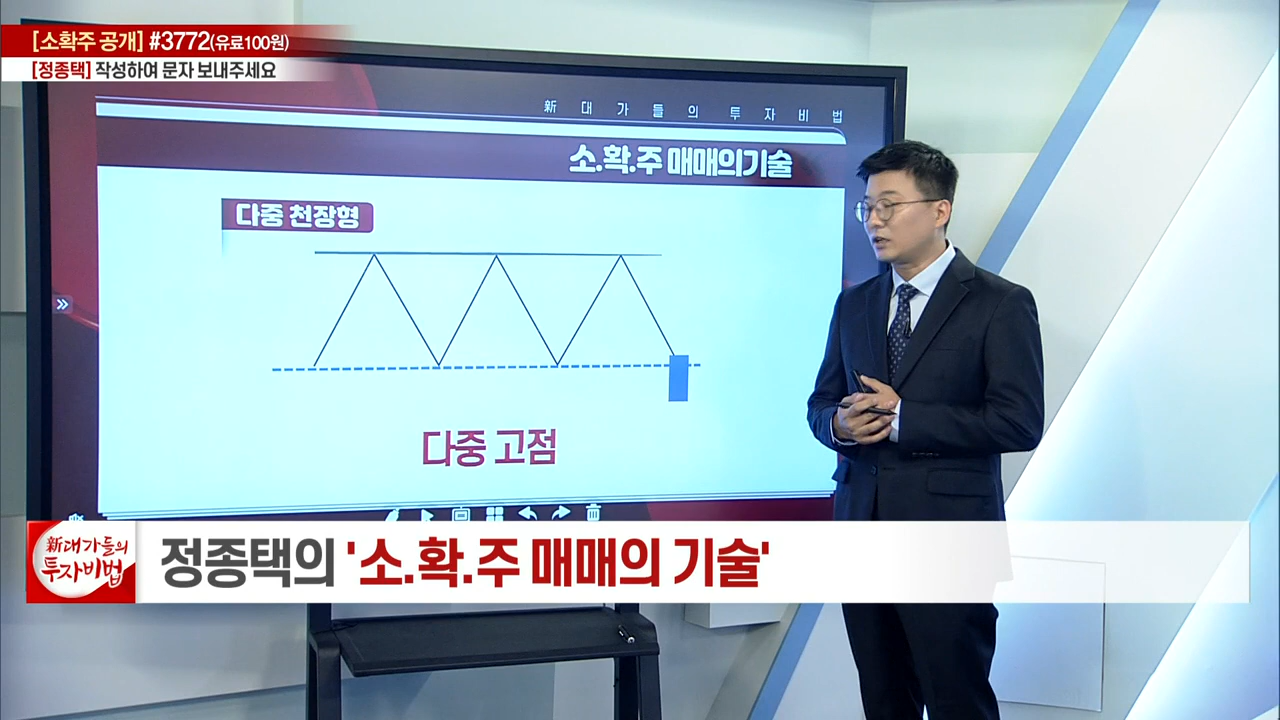 [소확주 공개] #3772(유료100원)
[정종택] 작성하여 문자 보내주세요
新 대가들의 투자비법
소.확.주 매매의기술
다중 천장형
다중 고점
新대가들의
투자비법
정종택의 '소.확.주 매매의 기술'